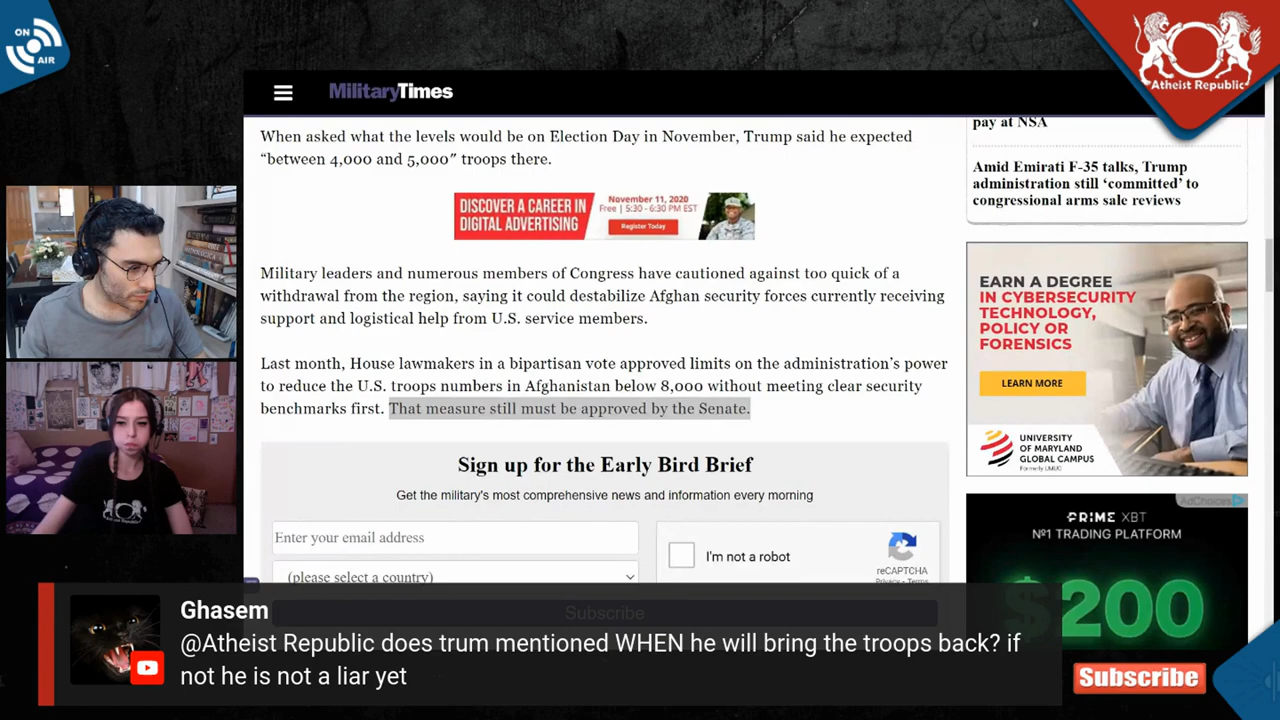 ON
AIR
Atheist Republic
MilitaryTimes
When asked what the levels would be on Election Day in November, Trump said he expected
“between 4,000 and 5,000” troops there.
DISCOVER A CAREER IN
DIGITAL ADVERTISING
November 11, 2020
Free | 5:30 - 6:30 PM EST
Register Today
Military leaders and numerous members of Congress have cautioned against too quick of a
withdrawal from the region, saying it could destabilize Afghan security forces currently receiving
support and logistical help from U.S. service members.
Last month, House lawmakers in a bipartisan vote approved limits on the administration’s power
to reduce the U.S. troops numbers in Afghanistan below 8,000 without meeting clear security
benchmarks first. That measure still must be approved by the Senate.
Sign up for the Early Bird Brief
Get the military's most comprehensive news and information every morning
Enter your email address
(please select a country)
I'm not a robot
reCAPTCHA
Privacy - Terms
Subscribe
pay at NSA
Amid Emirati F-35 talks, Trump
administration still ‘committed’ to
congressional arms sale reviews
EARN A DEGREE
IN CYBERSECURITY
TECHNOLOGY,
POLICY OR
FORENSICS
LEARN MORE
UNIVERSITY
OF MARYLAND
GLOBAL CAMPUS
Formerly UMUC
AdChoices
PRIME XBT
Nº1 TRADING PLATFORM
$200
Ghasem
@Atheist Republic does trum mentioned WHEN he will bring the troops back? if
not he is not a liar yet
Subscribe